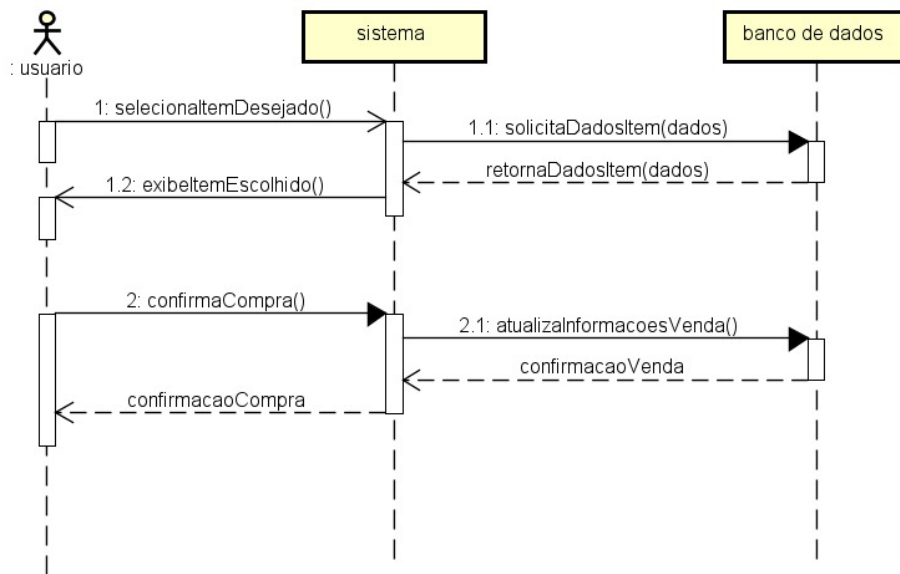 sistema
banco de dados
: usuario
1: selecionaItemDesejado()
1.1: solicitaDadosItem(dados)
retornaDadosItem(dados)
1.2: exibeItemEscolhido()
2: confirmaCompra()
2.1: atualizaInformacoesVenda()
confirmacaoVenda
confirmacaoCompra